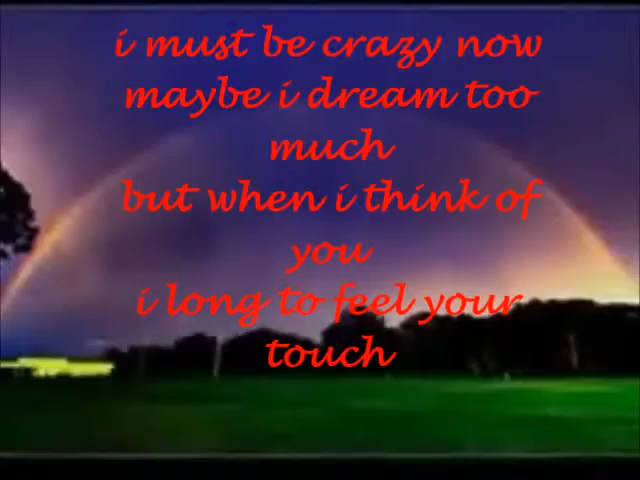 i must be crazy now
maybe i dream too
much
but when i think of
you
i long to feel your
touch